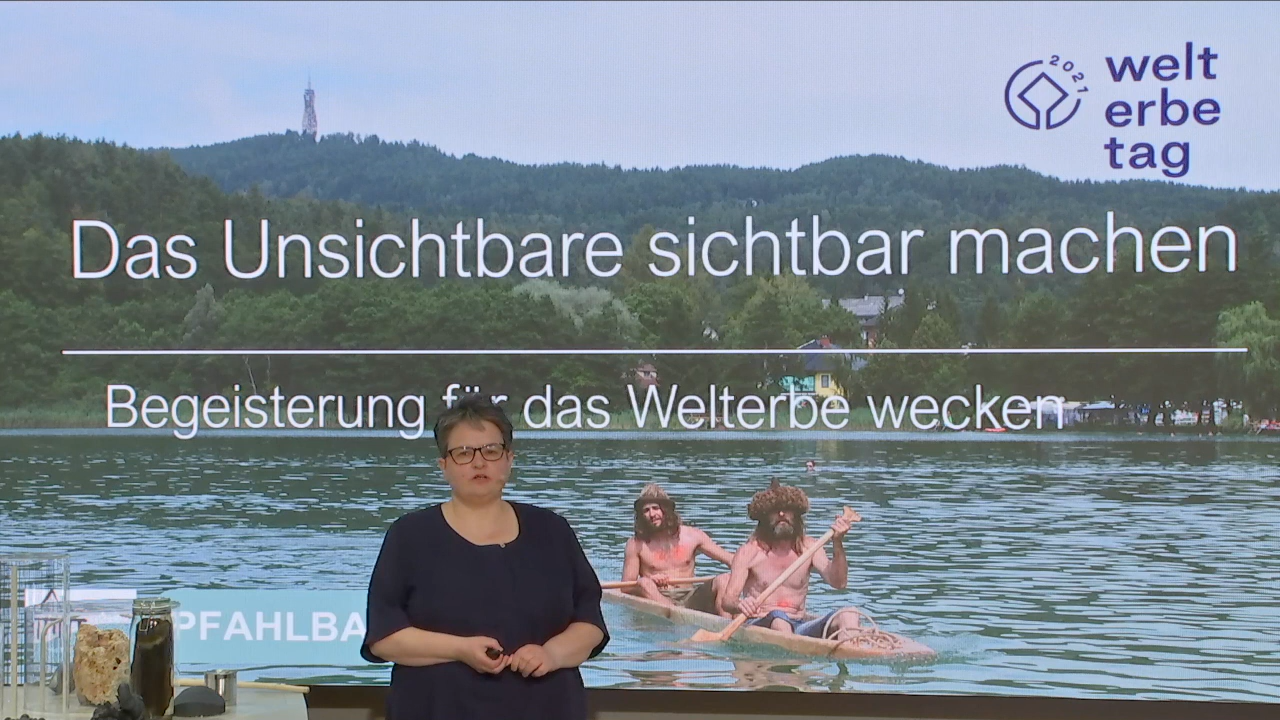 2021
welt
erbe
tag
Das Unsichtbare sichtbar machen
Begeisterung für das Welterbe wecken
PFAHLBA